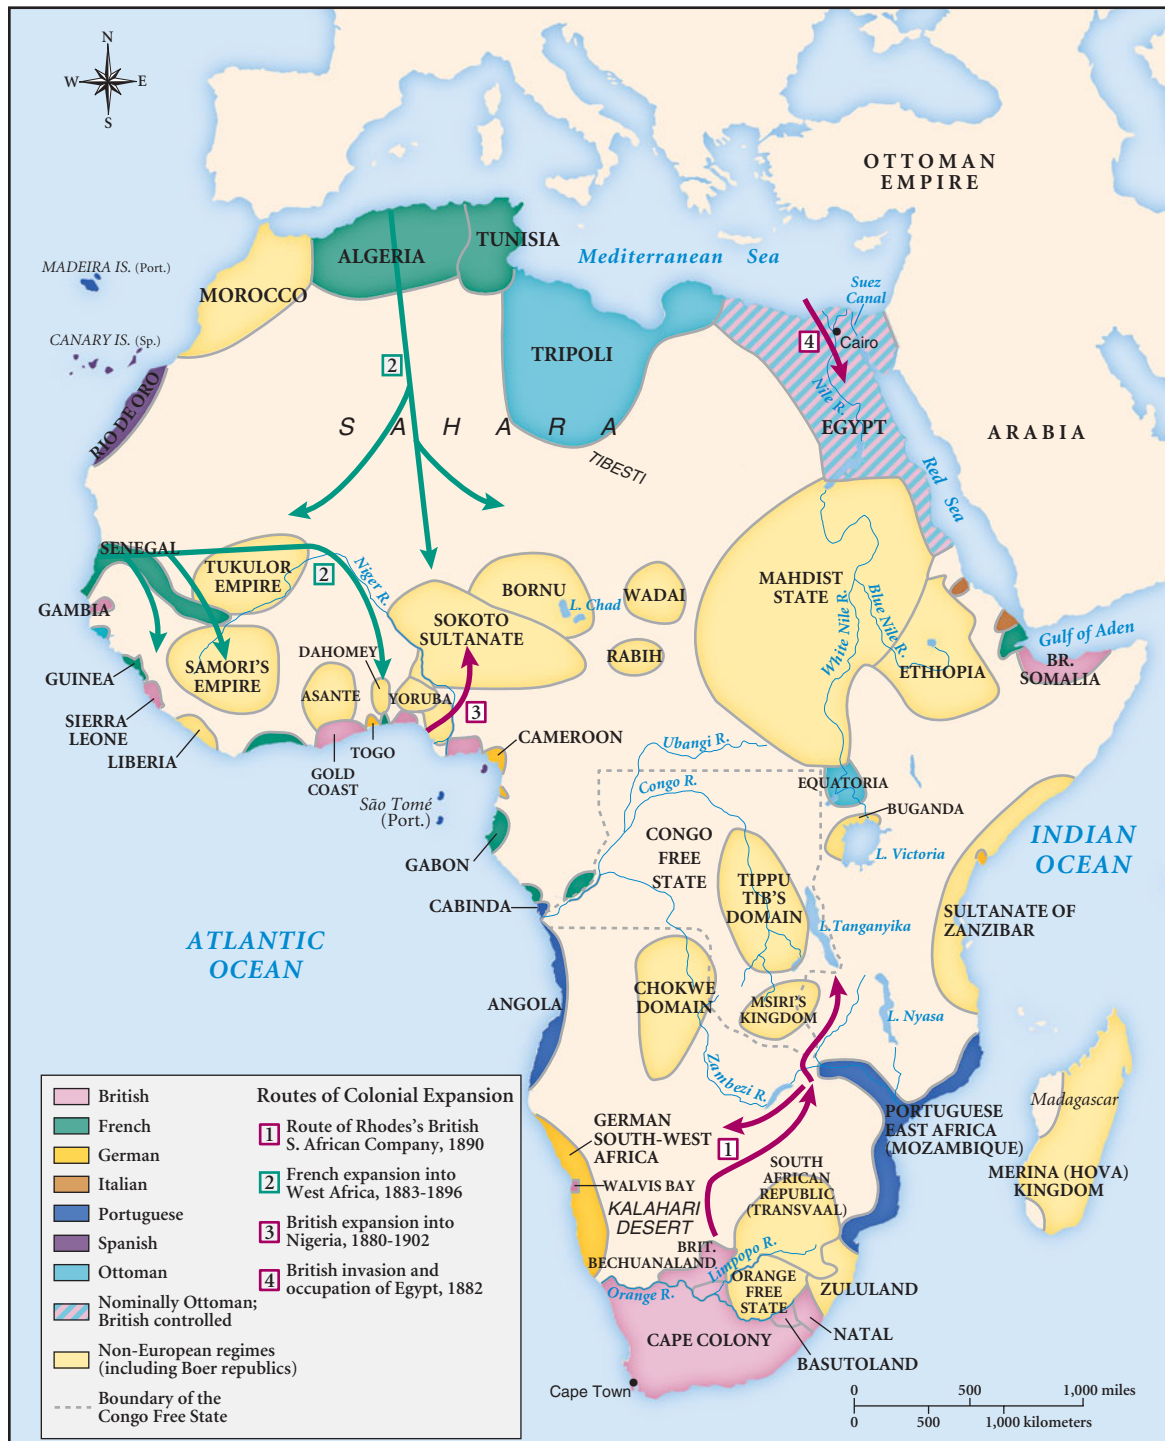 N
W
E
S
OTTOMAN
EMPIRE
ALGERIA
TUNISIA
Mediterranean Sea
MADEIRA IS. (Port.)
MOROCCO
Suez
Canal
CANARY IS. (Sp.)
TRIPOLI
4
Cairo
2
Nile R.
RIO DE ORO
SAHARA
EGYPT
ARABIA
TIBESTI
Red Sea
SENEGAL
TUKULOR
EMPIRE
2
Niger R.
BORNU
L. Chad
WADAI
MAHDIST
STATE
GAMBIA
SOKOTO
SULTANATE
White Nile R.
Blue Nile R.
Gulf of Aden
DAHOMEY
RABIH
BR.
SOMALIA
GUINEA
SAMORI'S
EMPIRE
ASANTE
YORUBA
ETHIOPIA
SIERRA
LEONE
3
LIBERIA
TOGO
CAMEROON
Ubangi R.
GOLD
COAST
Congo R.
EQUATORIA
São Tomé
(Port.)
BUGANDA
CONGO
FREE
STATE
INDIAN
OCEAN
GABON
L. Victoria
TIPPU
TIB'S
DOMAIN
CABINDA
L.Tanganyika
SULTANATE OF
ZANZIBAR
ATLANTIC
OCEAN
ANGOLA
CHOKWE
DOMAIN
MSIRI'S
KINGDOM
L. Nyasa
Zambezi R.
Madagascar
PORTUGUESE
EAST AFRICA
(MOZAMBIQUE)
GERMAN
SOUTH-WEST
AFRICA
1
SOUTH
AFRICAN
REPUBLIC
(TRANSVAAL)
MERINA (HOVA)
KINGDOM
WALVIS BAY
KALAHARI
DESERT
BRIT.
BECHUANALAND
Limpopo R.
ORANGE
FREE
STATE
Orange R.
ZULULAND
CAPE COLONY
NATAL
BASUTOLAND
Cape Town
British
French
German
Italian
Portuguese
Spanish
Ottoman
Nominally Ottoman;
British controlled
Non-European regimes
(including Boer republics)
Boundary of the
Congo Free State
Routes of Colonial Expansion
1 Route of Rhodes's British
S. African Company, 1890
2 French expansion into
West Africa, 1883-1896
3 British expansion into
Nigeria, 1880-1902
4 British invasion and
occupation of Egypt, 1882
0 500 1,000 miles
0 500 1,000 kilometers